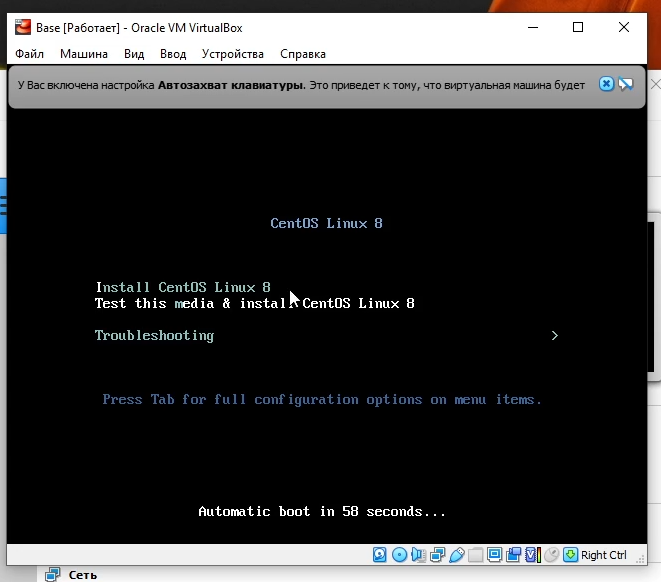 Base [Работает] - Oracle VM VirtualBox
Файл Машина Вид Ввод Устройства Справка
У Вас включена настройка Автозахват клавиатуры. Это приведет к тому, что виртуальная машина будет
CentOS Linux 8
Install CentOS Linux 8
Test this media & install CentOS Linux 8
Troubleshooting >
Press Tab for full configuration options on menu items.
Automatic boot in 58 seconds...
Right Ctrl
Сеть